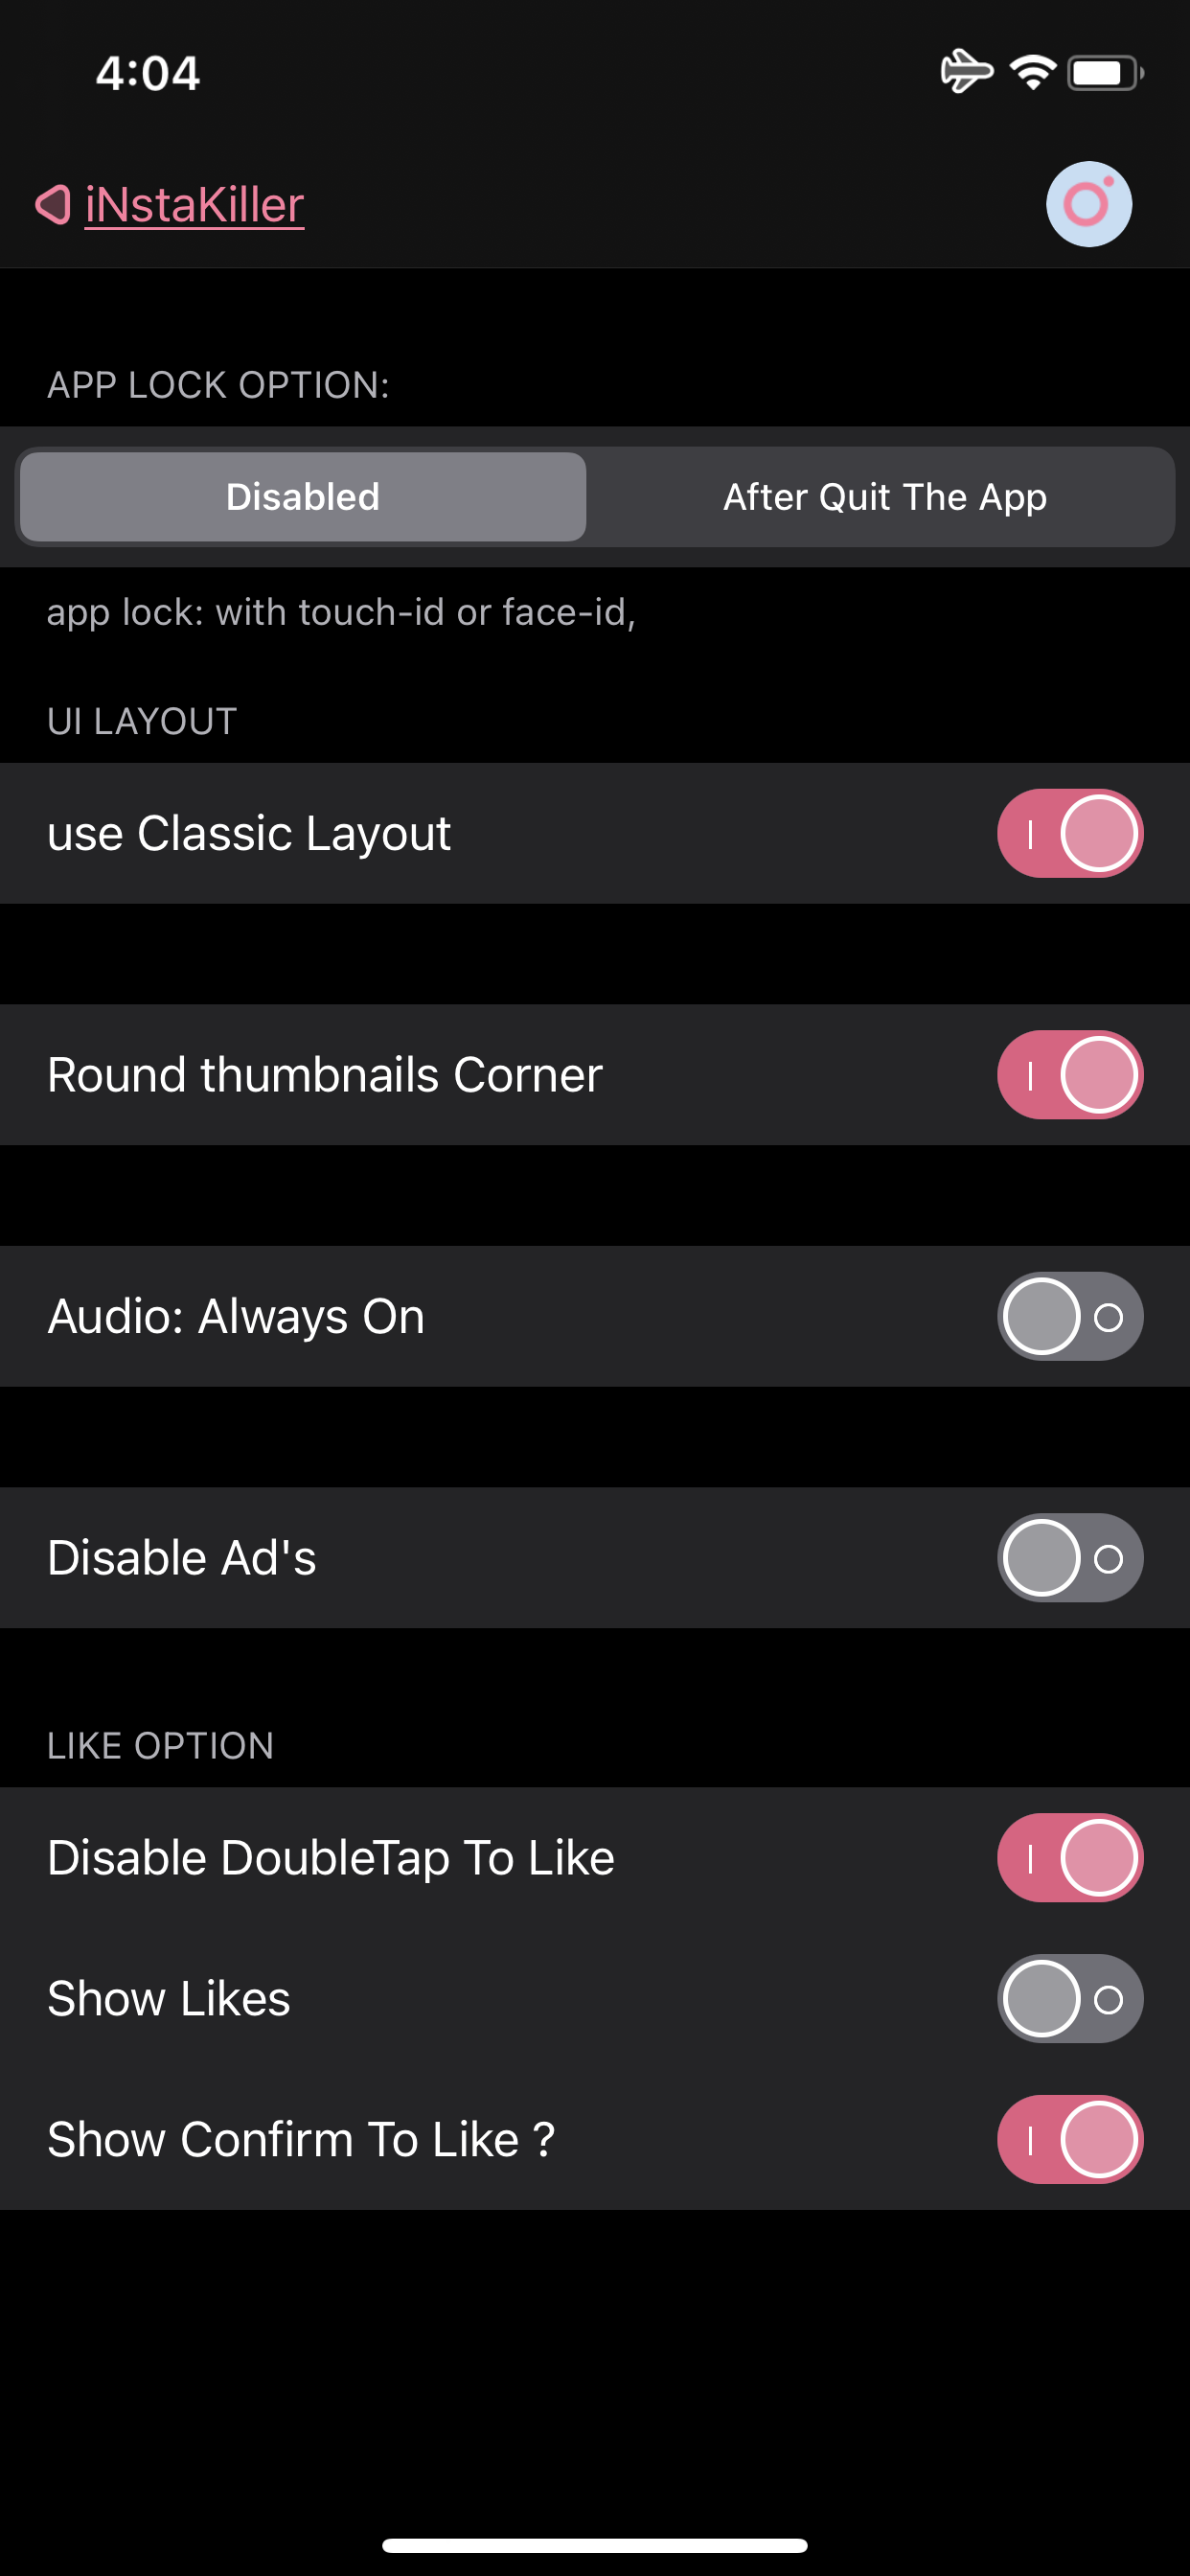 4:04
iNstaKiller
APP LOCK OPTION:
Disabled
After Quit The App
app lock: with touch-id or face-id,
UI LAYOUT
use Classic Layout
Round thumbnails Corner
Audio: Always On
Disable Ad's
LIKE OPTION
Disable DoubleTap To Like
Show Likes
Show Confirm To Like ?